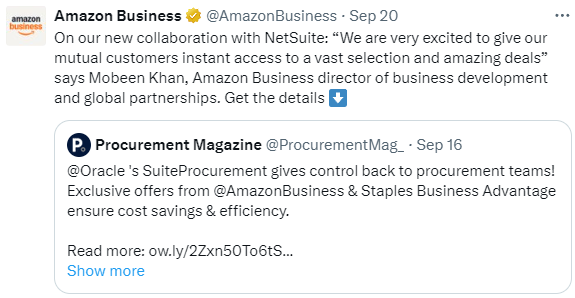 amazon
business
Amazon Business @AmazonBusiness · Sep 20
On our new collaboration with NetSuite: “We are very excited to give our
mutual customers instant access to a vast selection and amazing deals”
says Mobeen Khan, Amazon Business director of business development
and global partnerships. Get the details ⬇️
P. Procurement Magazine @ProcurementMag_ · Sep 16
@Oracle 's SuiteProcurement gives control back to procurement teams!
Exclusive offers from @AmazonBusiness & Staples Business Advantage
ensure cost savings & efficiency.
Read more: ow.ly/2Zxn50To6tS...
Show more